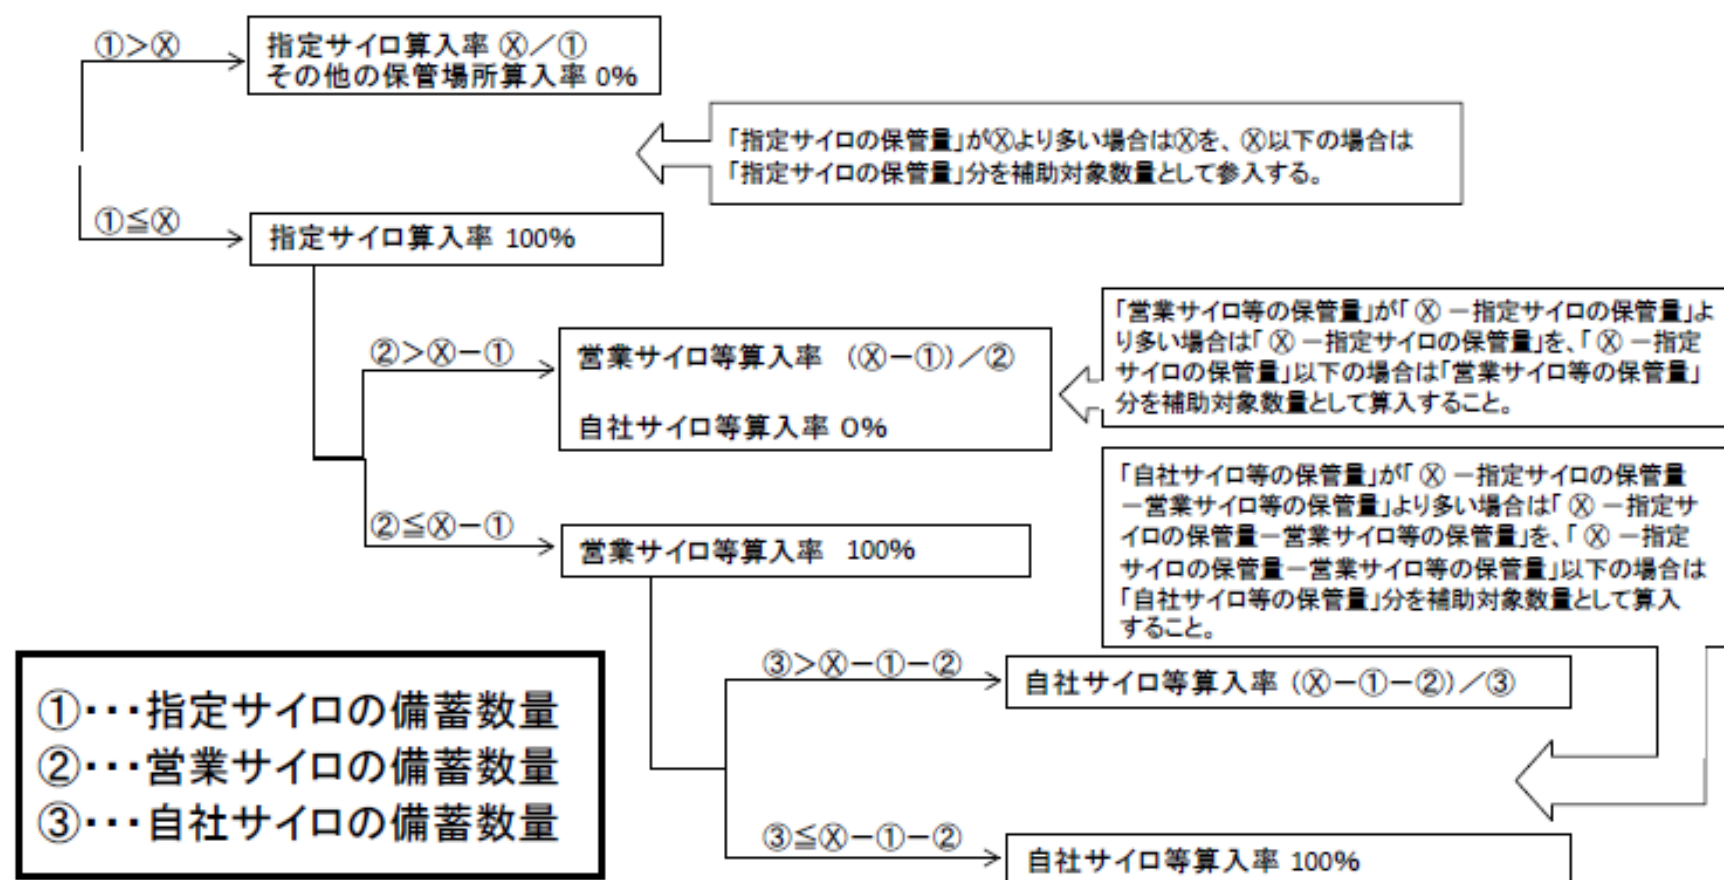 ①>Ⓧ
指定サイロ算入率 Ⓧ／①
その他の保管場所算入率 0%
「指定サイロの保管量」がⓍより多い場合はⓍを、Ⓧ以下の場合は
「指定サイロの保管量」分を補助対象数量として参入する。
①≦Ⓧ
指定サイロ算入率 100%
②>Ⓧ－①
営業サイロ等算入率 （Ⓧ－①）／②
自社サイロ等算入率 0%
「営業サイロ等の保管量」が「 Ⓧ －指定サイロの保管量」よ
り多い場合は「 Ⓧ －指定サイロの保管量」を、「 Ⓧ －指定
サイロの保管量」以下の場合は「営業サイロ等の保管量」
分を補助対象数量として算入すること。
②≦Ⓧ－①
営業サイロ等算入率 100%
「自社サイロ等の保管量」が「 Ⓧ －指定サイロの保管量
－営業サイロ等の保管量」より多い場合は「 Ⓧ －指定サ
イロの保管量－営業サイロ等の保管量」を、「 Ⓧ －指定
サイロの保管量－営業サイロ等の保管量」以下の場合は
「自社サイロ等の保管量」分を補助対象数量として算入
すること。
③>Ⓧ－①－②
自社サイロ等算入率 （Ⓧ－①－②）／③
③≦Ⓧ－①－②
自社サイロ等算入率 100%
①・・・指定サイロの備蓄数量
②・・・営業サイロの備蓄数量
③・・・自社サイロの備蓄数量